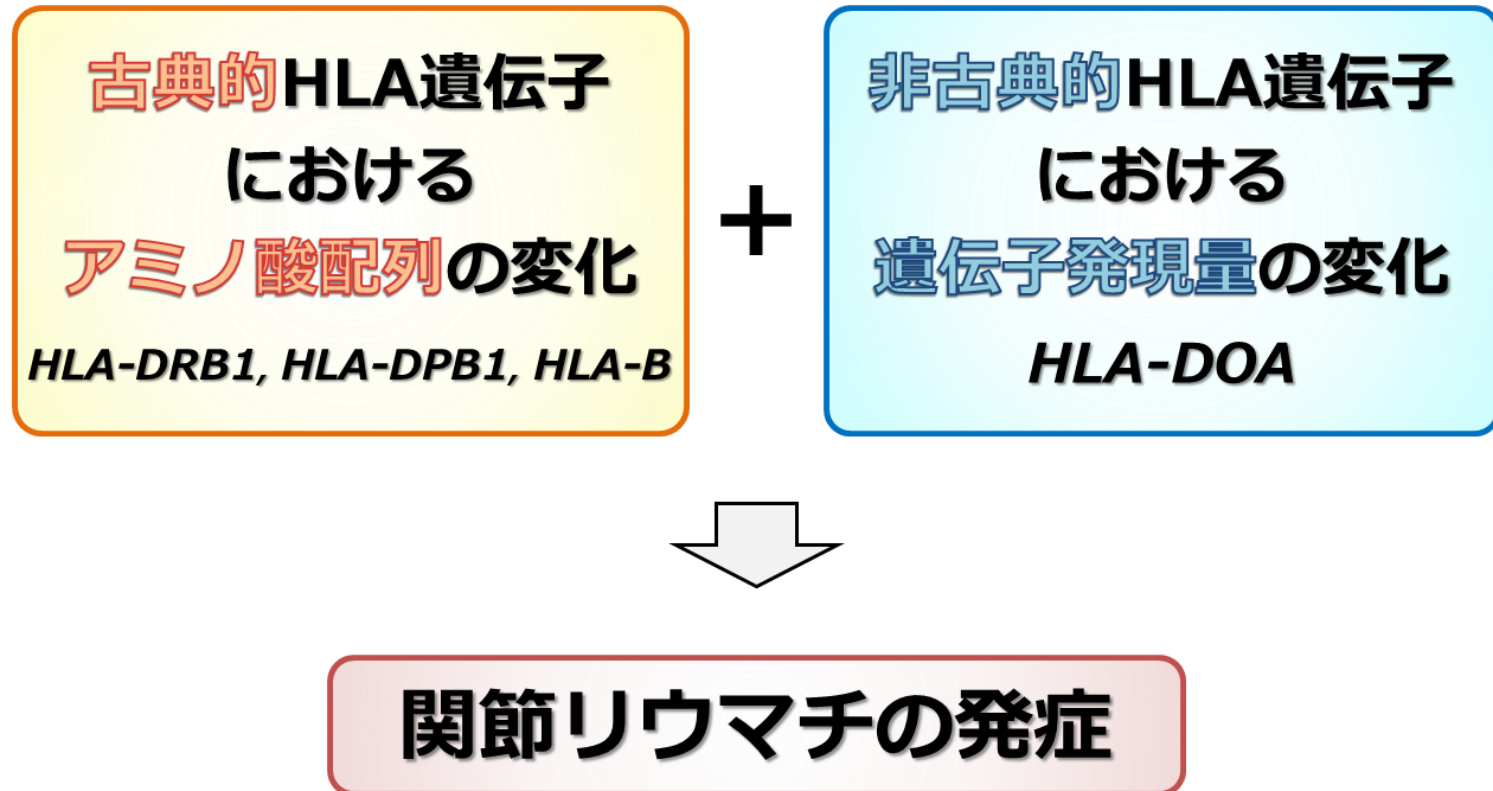 古典的HLA遺伝子
における
アミノ酸配列の変化
HLA-DRB1, HLA-DPB1, HLA-B
+
非古典的HLA遺伝子
における
遺伝子発現量の変化
HLA-DOA
関節リウマチの発症